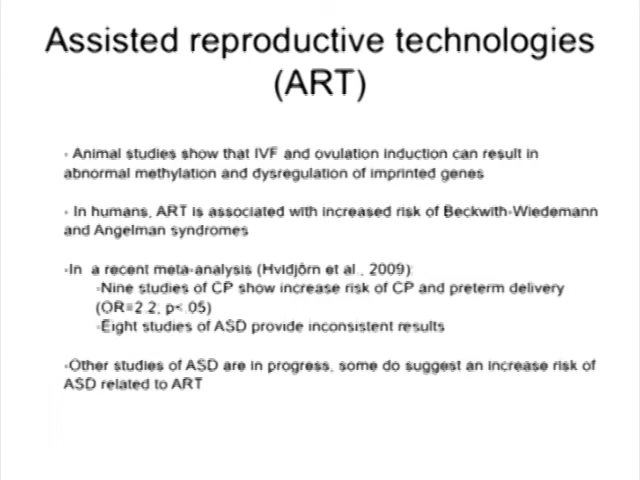 Assisted reproductive technologies
(ART)
· Animal studies show that IVF and ovulation induction can result in
abnormal methylation and dysregulation of imprinted genes
· In humans, ART is associated with increased risk of Beckwith-Wiedemann
and Angelman syndromes
·In a recent meta-analysis (Hvidjörn et al., 2009):
·Nine studies of CP show increase risk of CP and preterm delivery
(OR=2.2; p<.05)
·Eight studies of ASD provide inconsistent results
·Other studies of ASD are in progress, some do suggest an increase risk of
ASD related to ART